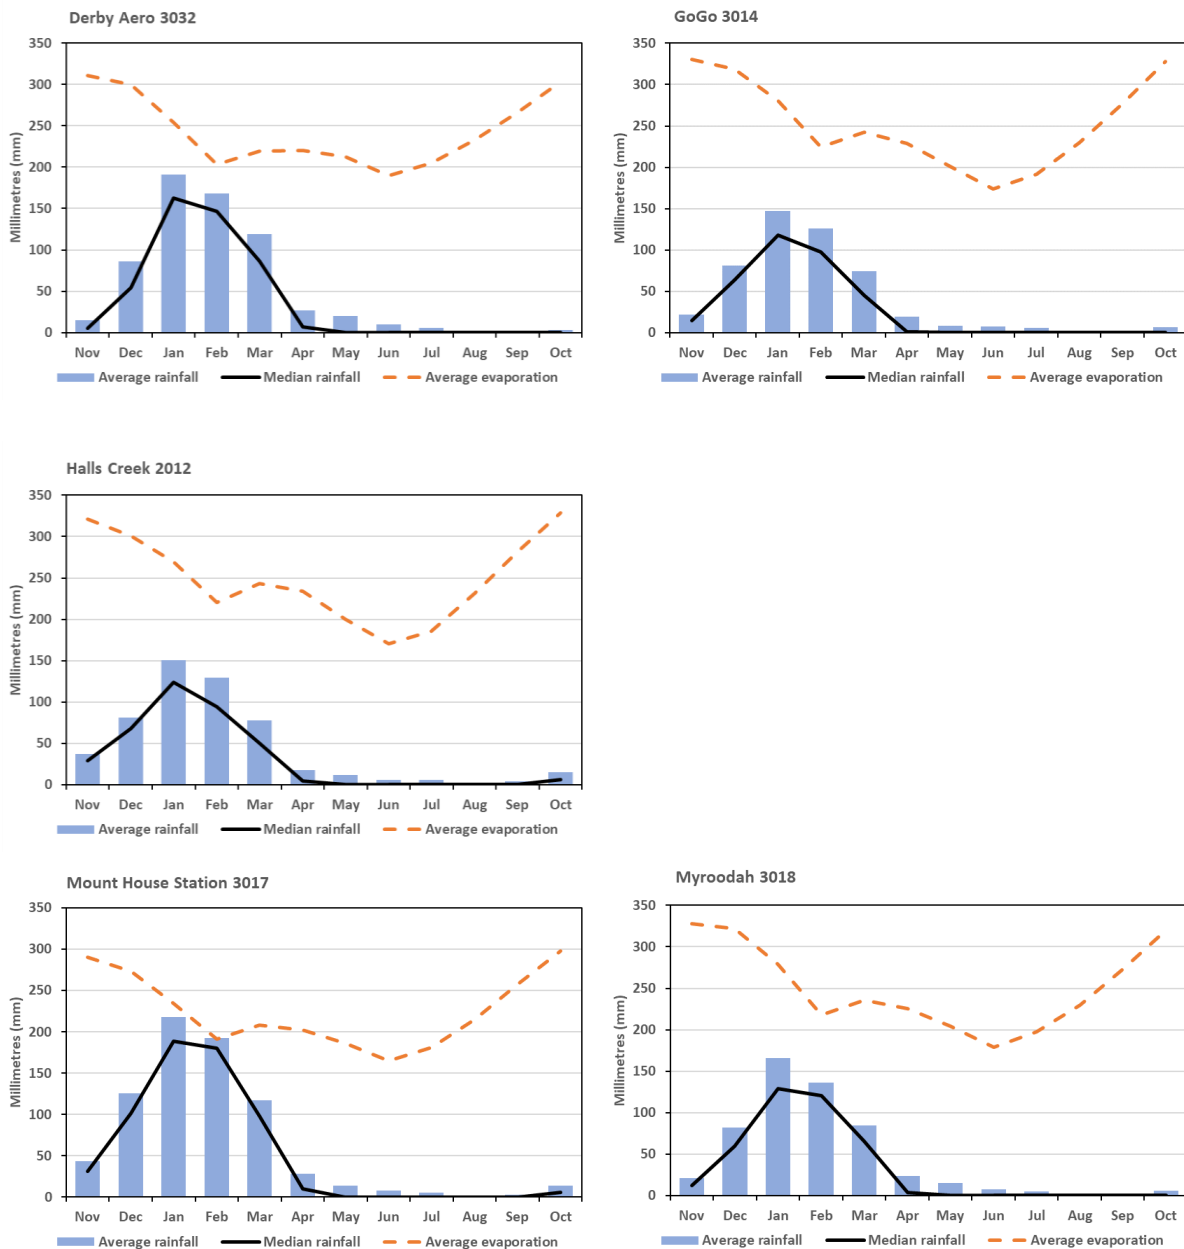 Derby Aero 3032
350
300
250
200
150
100
50
0
Millimetres (mm)
Nov Dec Jan Feb Mar Apr May Jun Jul Aug Sep Oct
Average rainfall Median rainfall Average evaporation
GoGo 3014
350
300
250
200
150
100
50
0
Millimetres (mm)
Nov Dec Jan Feb Mar Apr May Jun Jul Aug Sep Oct
Average rainfall Median rainfall Average evaporation
Halls Creek 2012
350
300
250
200
150
100
50
0
Millimetres (mm)
Nov Dec Jan Feb Mar Apr May Jun Jul Aug Sep Oct
Average rainfall Median rainfall Average evaporation
Mount House Station 3017
350
300
250
200
150
100
50
0
Millimetres (mm)
Nov Dec Jan Feb Mar Apr May Jun Jul Aug Sep Oct
Average rainfall Median rainfall Average evaporation
Myroodah 3018
350
300
250
200
150
100
50
0
Millimetres (mm)
Nov Dec Jan Feb Mar Apr May Jun Jul Aug Sep Oct
Average rainfall Median rainfall Average evaporation